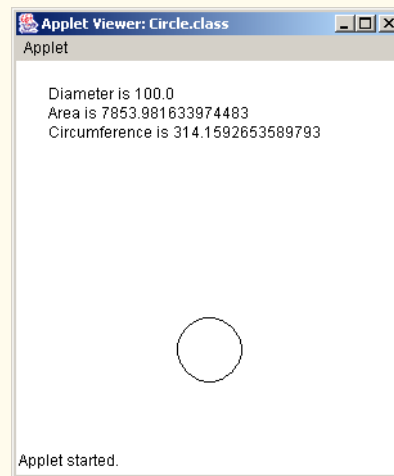 Applet Viewer: Circle.class
Applet
Diameter is 100.0
Area is 7853.981633974483
Circumference is 314.1592653589793
Applet started.